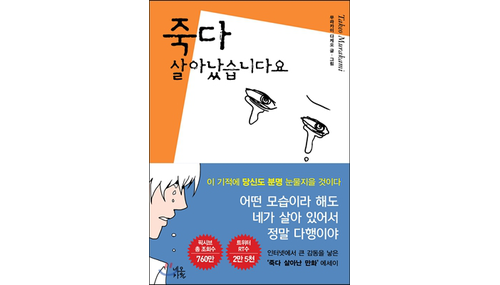 죽다
살아났습니다요
Takeo Murakami
무라카미 다케오 글·그림
이 기적에 당신도 분명 눈물지을 것이다
어떤 모습이라 해도
네가 살아 있어서
정말 다행이야
픽시브
총 조회수
760만
트위터
RT수
2만 5천
인터넷에서 큰 감동을 낳은
'죽다 살아난 만화' 에세이